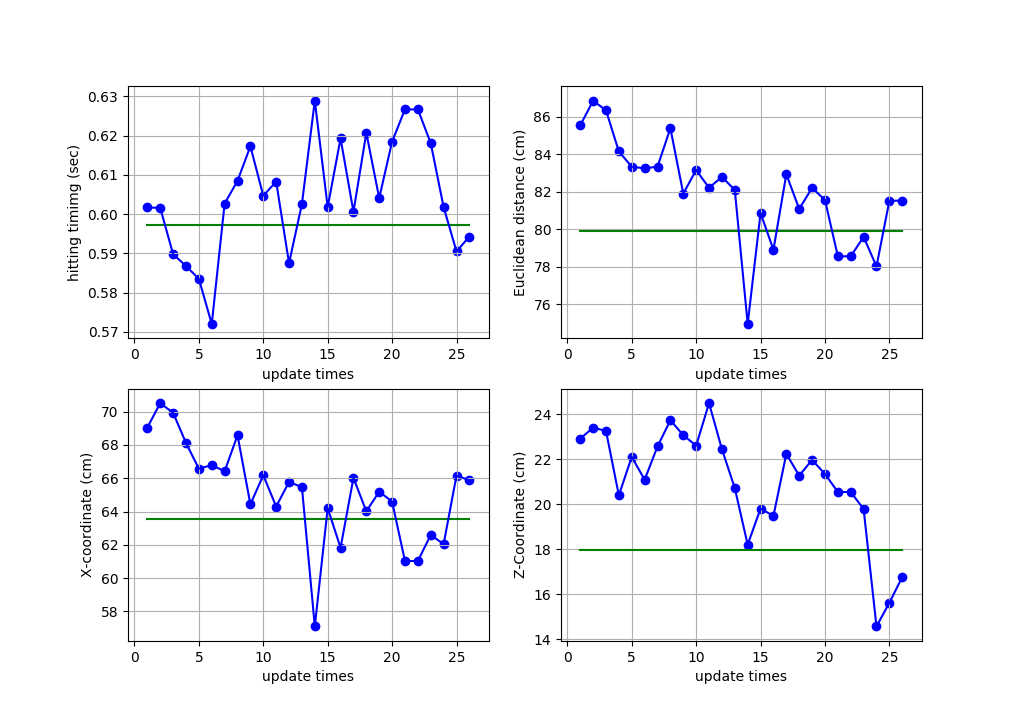 hitting timimg (sec)
0.63
0.62
0.61
0.60
0.59
0.58
0.57
0 5 10 15 20 25
update times
Euclidean distance (cm)
86
84
82
80
78
76
0 5 10 15 20 25
update times
X-coordinate (cm)
70
68
66
64
62
60
58
0 5 10 15 20 25
update times
Z-Coordinate (cm)
24
22
20
18
16
14
0 5 10 15 20 25
update times